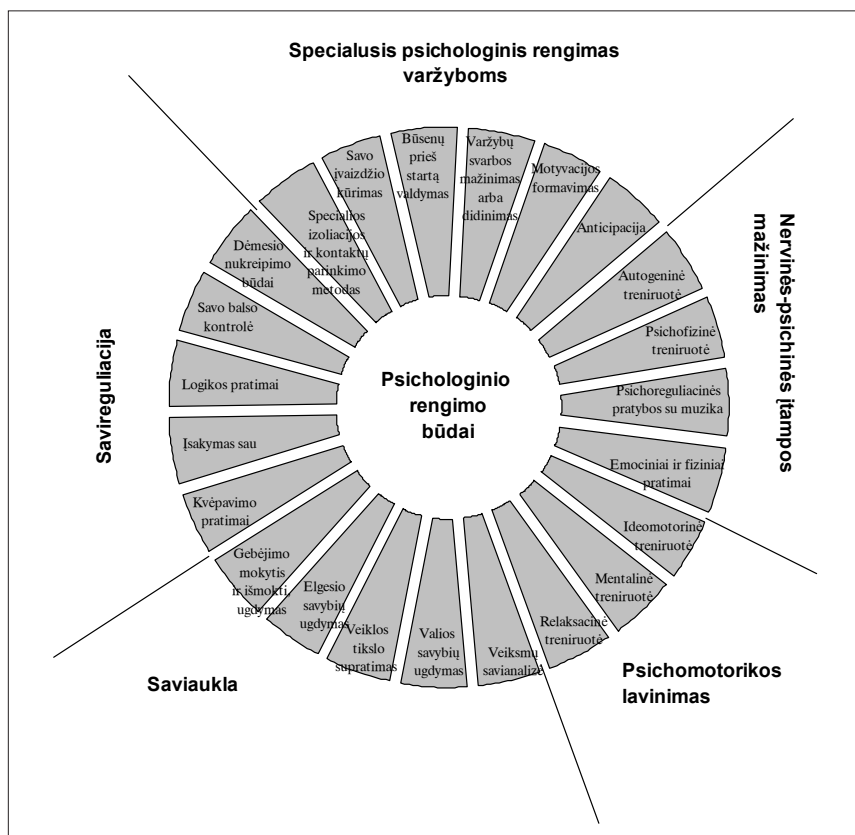 Specialusis psichologinis rengimas
varžyboms
Nervinės-psichinės įtampos
mažinimas
Psichomotorikos
lavinimas
Saviaukla
Savireguliacija
Psichologinio
rengimo
būdai
Savo
įvaizdžio
kūrimas
Būsenų
prieš
startą
valdymas
Varžybų
svarbos
mažinimas
arba
didinimas
Motyvacijos
formavimas
Anticipacija
Autogeninė
treniruotė
Psichofizinė
treniruotė
Psichoreguliacinės
pratybos su muzika
Emociniai ir fiziniai
pratimai
Ideomotorinė
treniruotė
Mentalinė
treniruotė
Relaksacinė
treniruotė
Veiksmų
savianalizė
Valios
savybių
ugdymas
Veiklos
tikslo
supratimas
Elgesio
savybių
ugdymas
Gebėjimo
mokytis
ir išmokti,
ugdymas
Kvėpavimo
pratimai
Įsakymas sau
Logikos pratimai
Savo balso
kontrolė
Dėmesio
nukreipimo
būdai
Specialios
izoliacijos
ir kontaktų
parinkimo
metodas